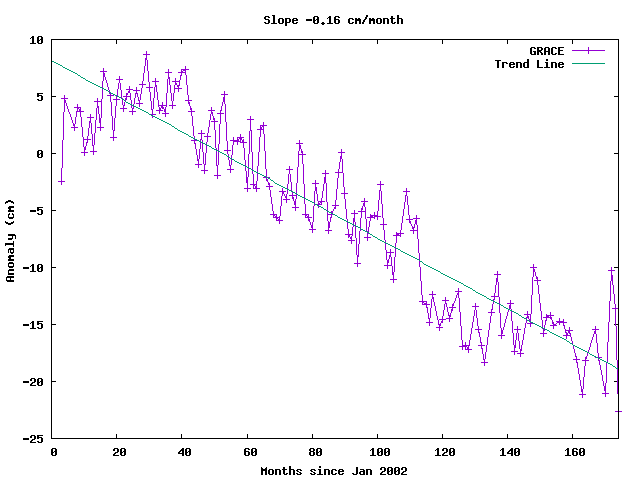 Slope -0.16 cm/month
GRACE
Trend Line
10
5
0
-5
-10
-15
-20
-25
Anomaly (cm)
0 20 40 60 80 100 120 140 160
Months since Jan 2002